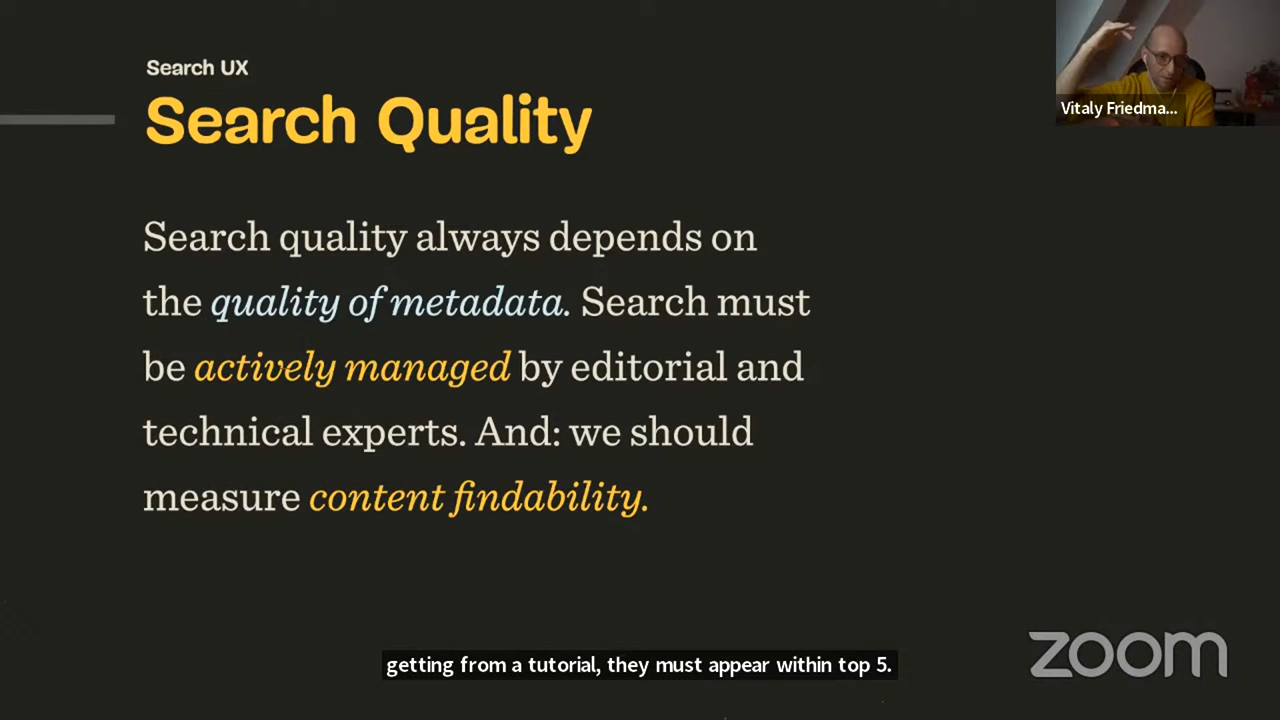 Search UX
Search Quality
Vitaly Friedma...
Search quality always depends on
the quality of metadata. Search must
be actively managed by editorial and
technical experts. And: we should
measure content findability.
getting from a tutorial, they must appear within top 5.
zoom